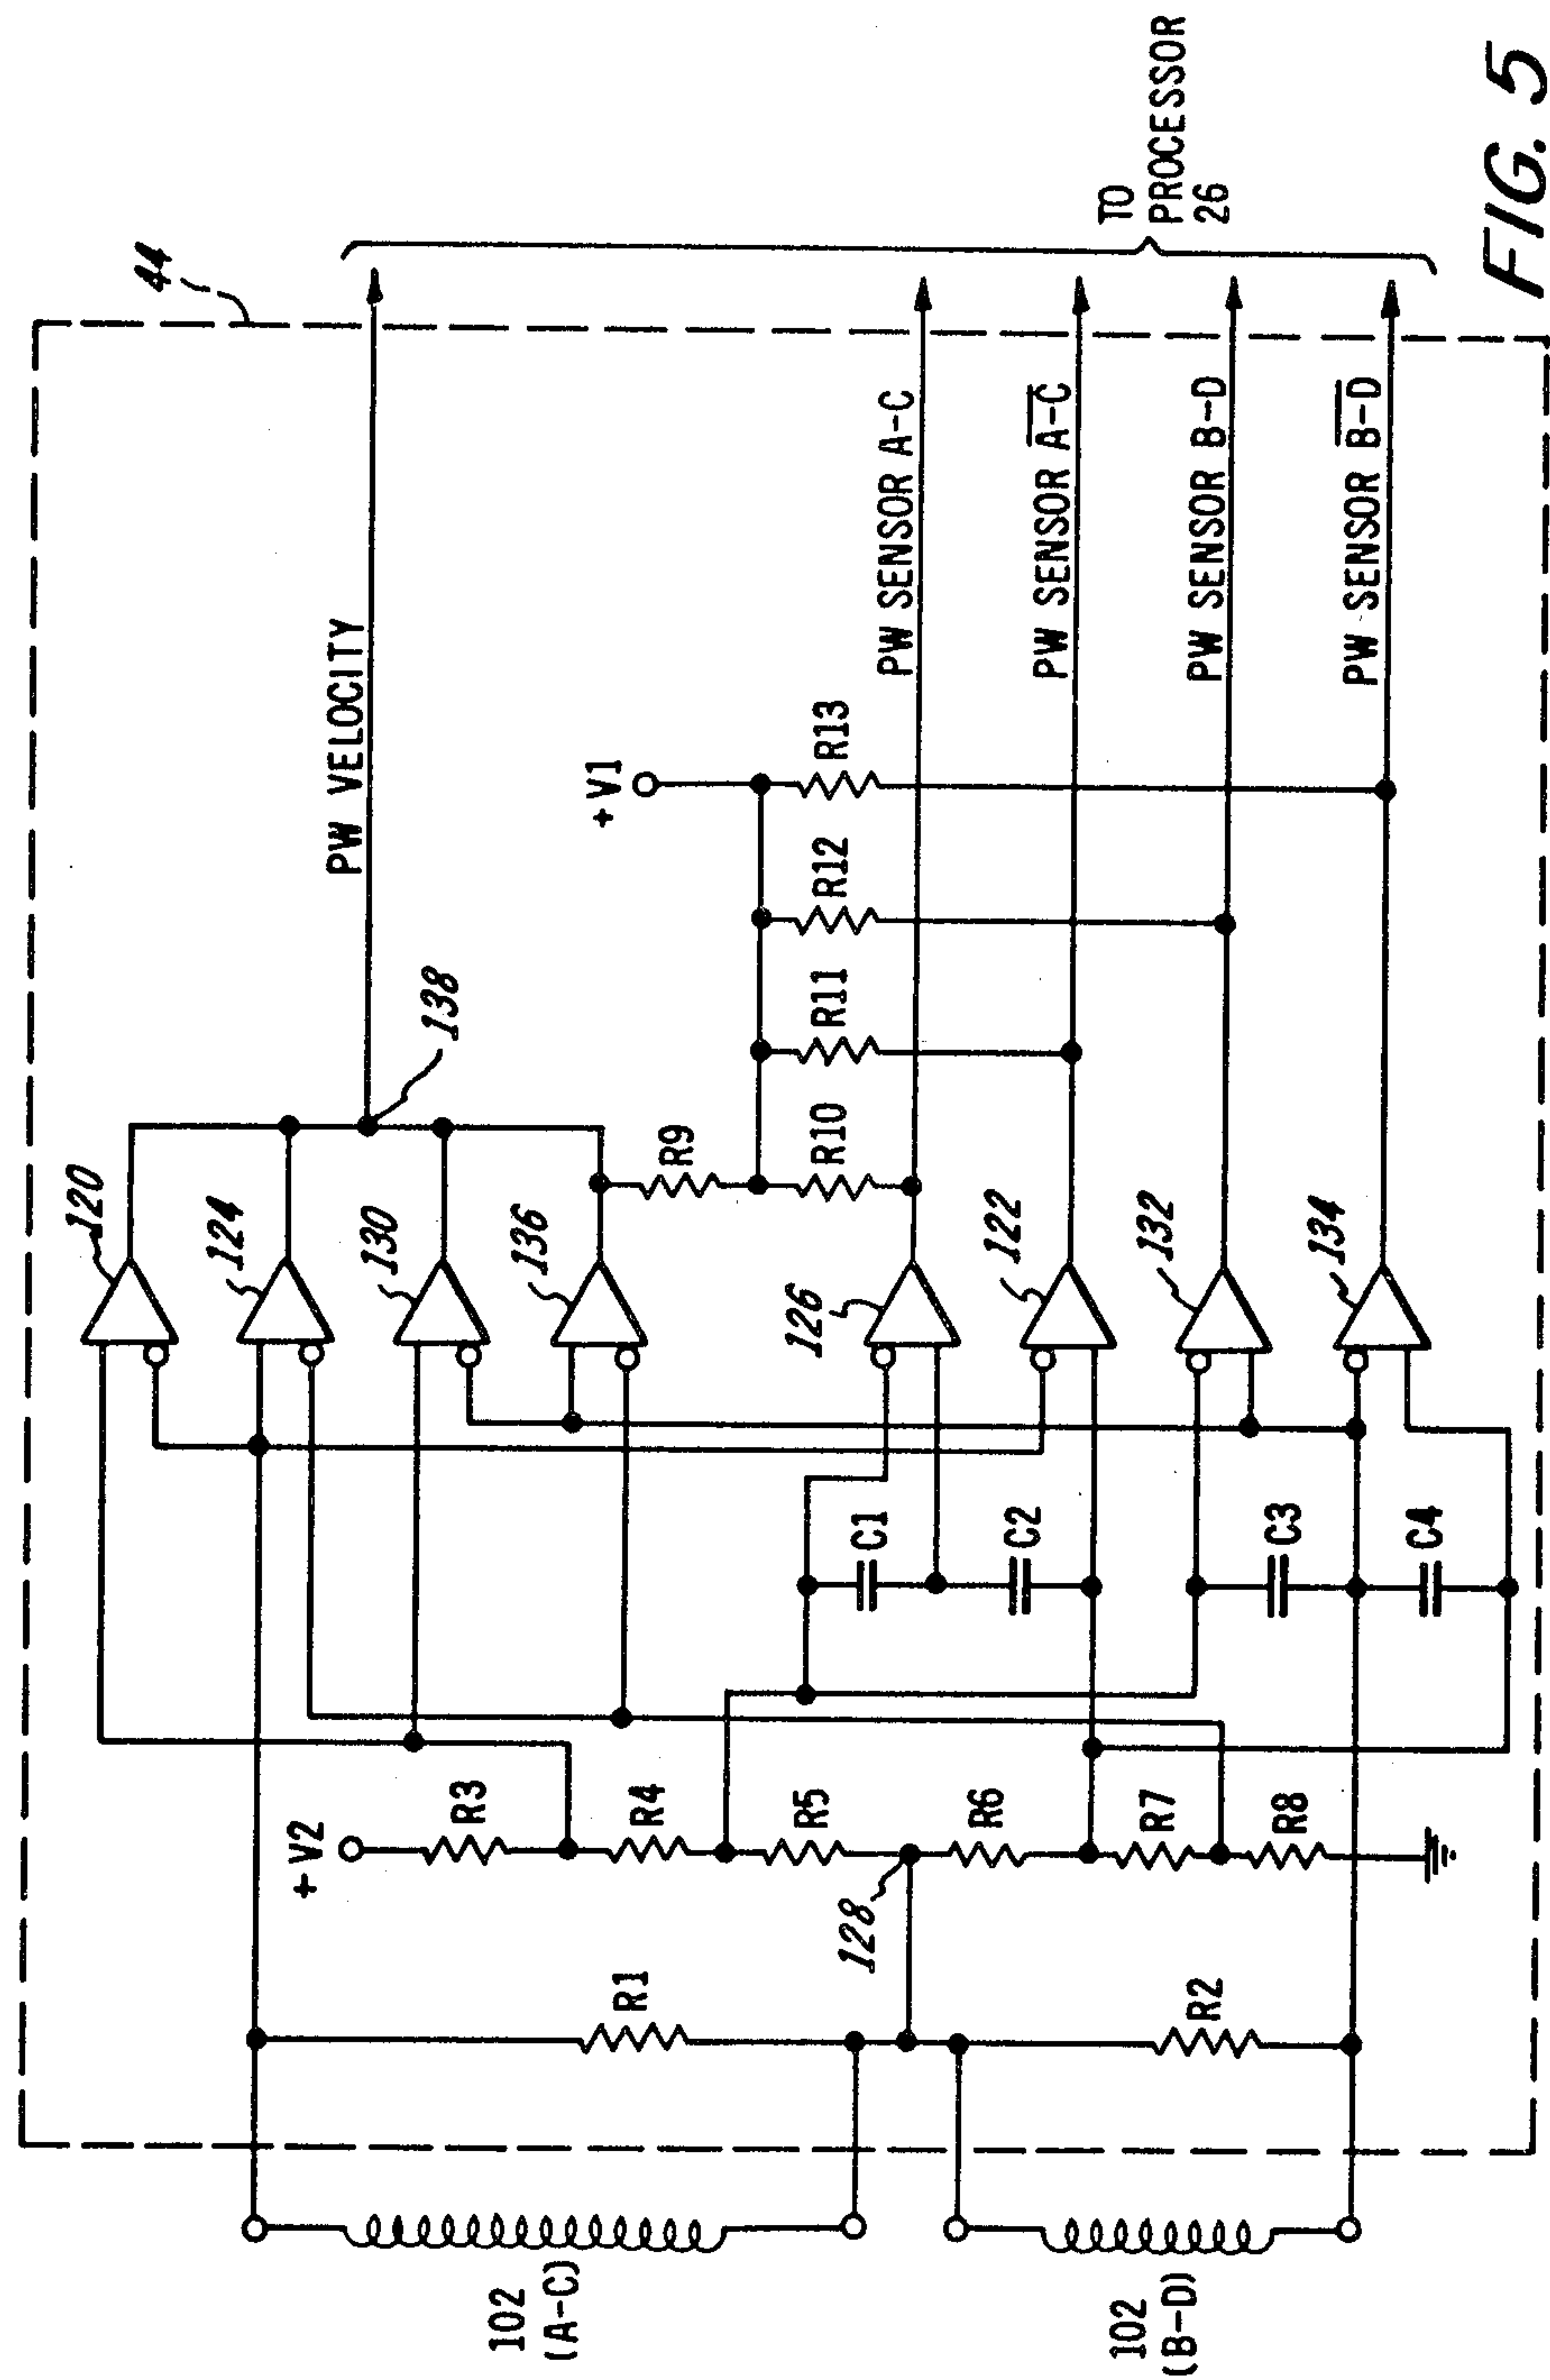 44
120
124
130
136
138
PW VELOCITY
+V2
R3
R4
R5
R6
R7
R8
128
R1
R2
102
(A-C)
102
(B-D)
C1
C2
C3
C4
126
122
132
134
R9
R10
R11
R12
R13
+V1
PW SENSOR A-C
PW SENSOR A̅-̅C̅
PW SENSOR B-D
PW SENSOR B̅-̅D̅
TO
PROCESSOR
26
FIG. 5